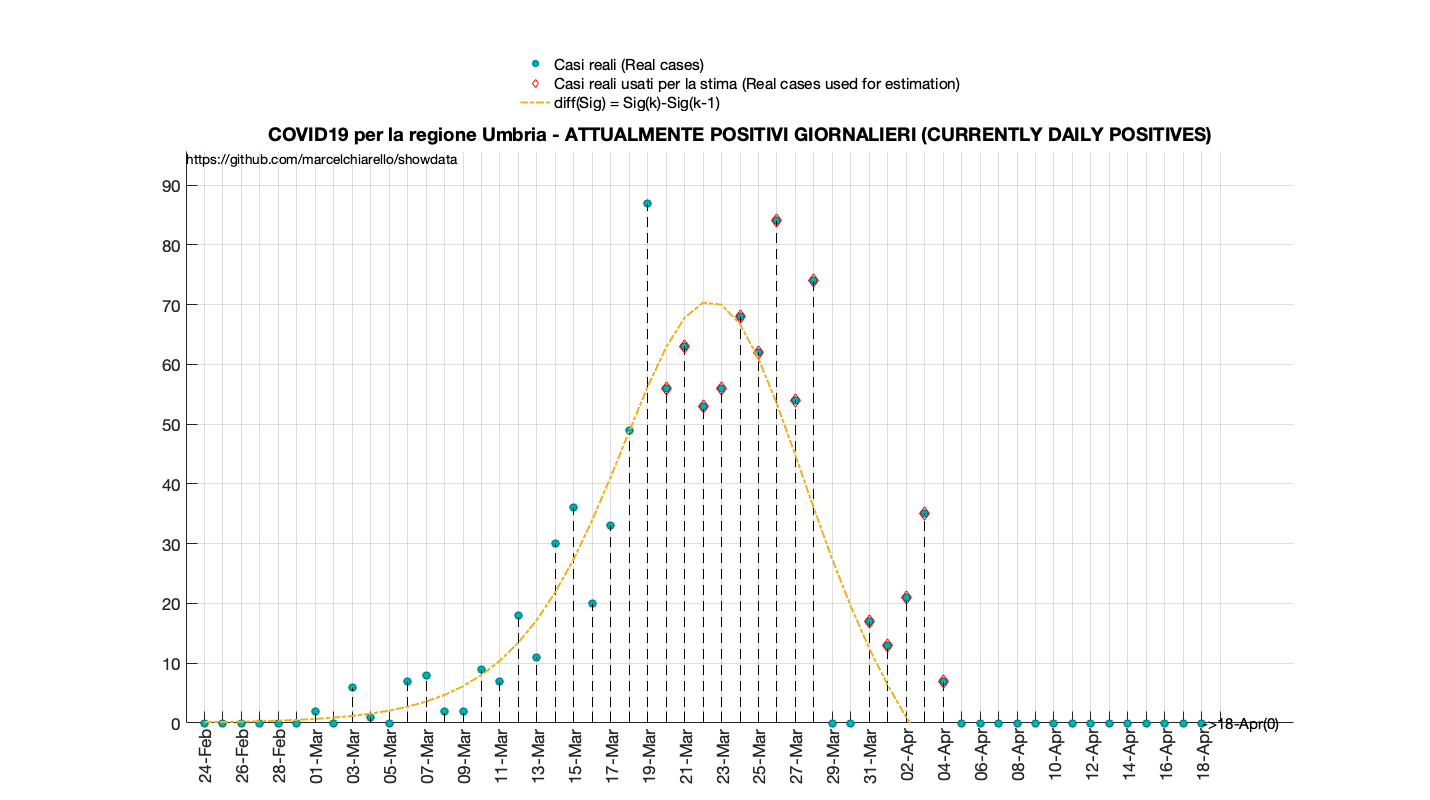 Casi reali (Real cases)
Casi reali usati per la stima (Real cases used for estimation)
diff(Sig) = Sig(k)-Sig(k-1)
COVID19 per la regione Umbria - ATTUALMENTE POSITIVI GIORNALIERI (CURRENTLY DAILY POSITIVES)
https://github.com/marcelchiarello/showdata
90
80
70
60
50
40
30
20
10
0
->18-Apr(0)
24-Feb
26-Feb
28-Feb
01-Mar
03-Mar
05-Mar
07-Mar
09-Mar
11-Mar
13-Mar
15-Mar
17-Mar
19-Mar
21-Mar
23-Mar
25-Mar
27-Mar
29-Mar
31-Mar
02-Apr
04-Apr
06-Apr
08-Apr
10-Apr
12-Apr
14-Apr
16-Apr
18-Apr